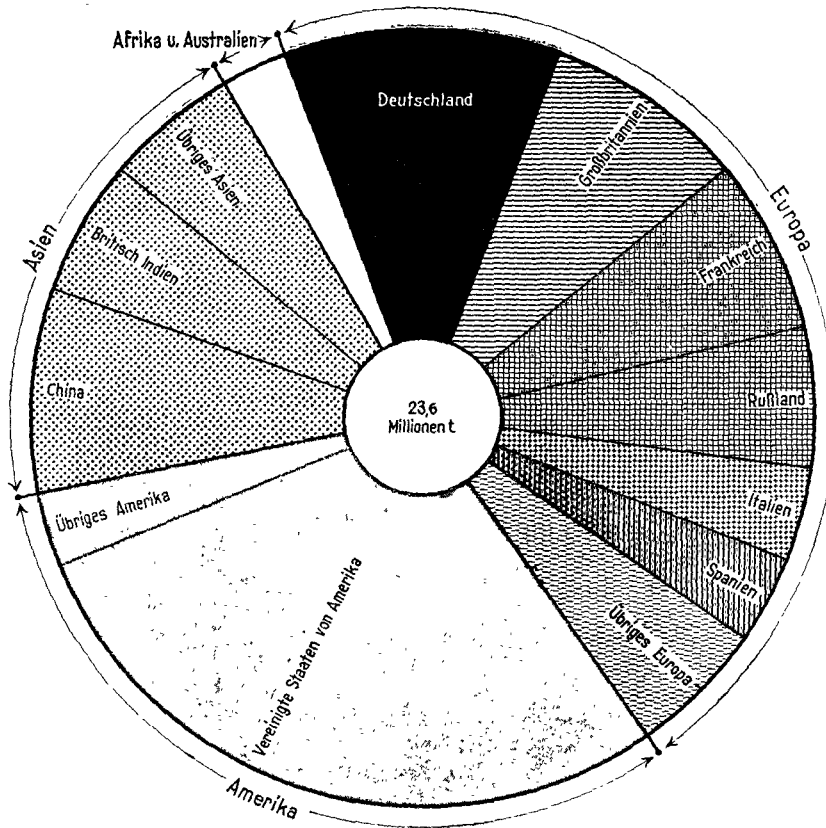 Afrika u. Australien
Deutschland
Großbritannien
Europa
Frankreich
Rußland
Italien
Spanien
Übriges Europa
Amerika
Vereinigte Staaten von Amerika
Übriges Amerika
China
Britisch Indien
Übriges Asien
Asien
23,6
Millionen t